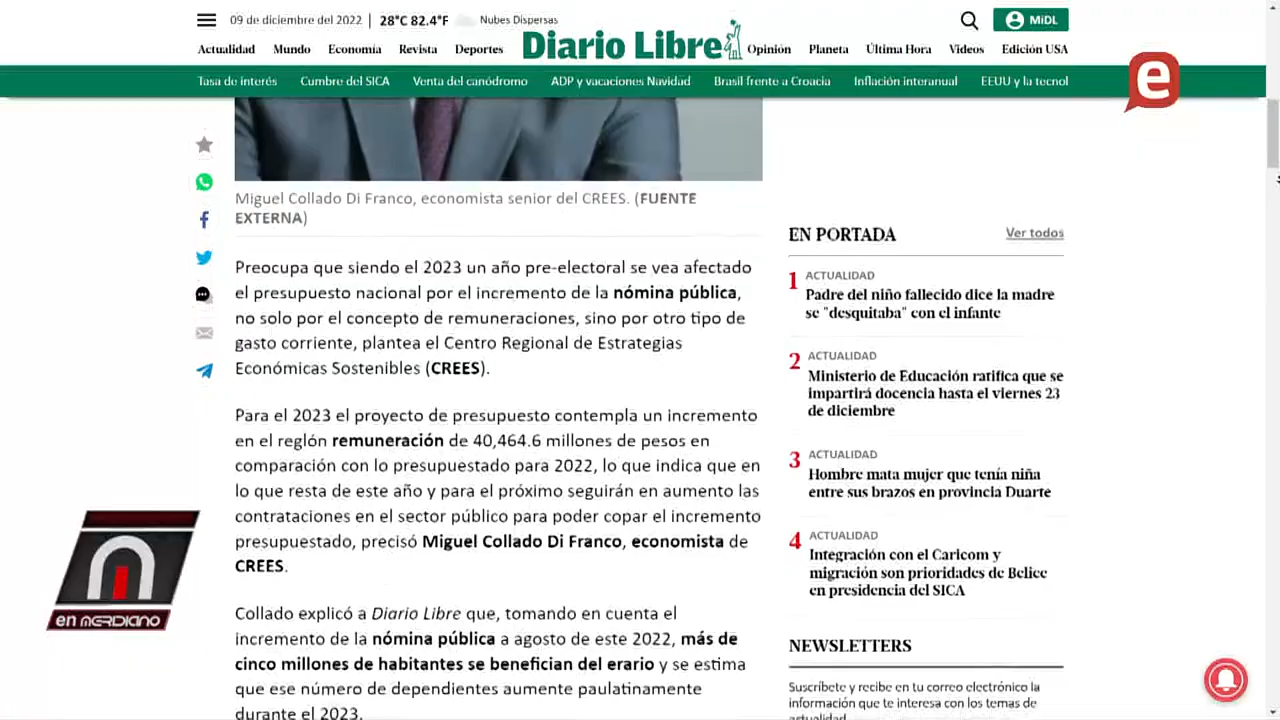 09 de diciembre del 2022 | 28°C 82.4°F Nubes Dispersas
MiDL
Actualidad Mundo Economía Revista Deportes Diario Libre Opinión Planeta Última Hora Videos Edición USA
Tasa de interés Cumbre del SICA Venta del canódromo ADP y vacaciones Navidad Brasil frente a Croacia Inflación interanual EEUU y la tecnol
e
Miguel Collado Di Franco, economista senior del CREES. (FUENTE
EXTERNA)
Preocupa que siendo el 2023 un año pre-electoral se vea afectado
el presupuesto nacional por el incremento de la nómina pública,
no solo por el concepto de remuneraciones, sino por otro tipo de
gasto corriente, plantea el Centro Regional de Estrategias
Económicas Sostenibles (CREES).
Para el 2023 el proyecto de presupuesto contempla un incremento
en el reglón remuneración de 40,464.6 millones de pesos en
comparación con lo presupuestado para 2022, lo que indica que en
lo que resta de este año y para el próximo seguirán en aumento las
contrataciones en el sector público para poder copar el incremento
presupuestado, precisó Miguel Collado Di Franco, economista de
CREES.
Collado explicó a Diario Libre que, tomando en cuenta el
incremento de la nómina pública a agosto de este 2022, más de
cinco millones de habitantes se benefician del erario y se estima
que ese número de dependientes aumente paulatinamente
durante el 2023.
EN PORTADA Ver todos
1 ACTUALIDAD
Padre del niño fallecido dice la madre
se "desquitaba" con el infante
2 ACTUALIDAD
Ministerio de Educación ratifica que se
impartirá docencia hasta el viernes 23
de diciembre
3 ACTUALIDAD
Hombre mata mujer que tenía niña
entre sus brazos en provincia Duarte
4 ACTUALIDAD
Integración con el Caricom y
migración son prioridades de Belice
en presidencia del SICA
NEWSLETTERS
Suscríbete y recibe en tu correo electrónico la
información que te interesa con los temas de
actualidad
en MERDIANO